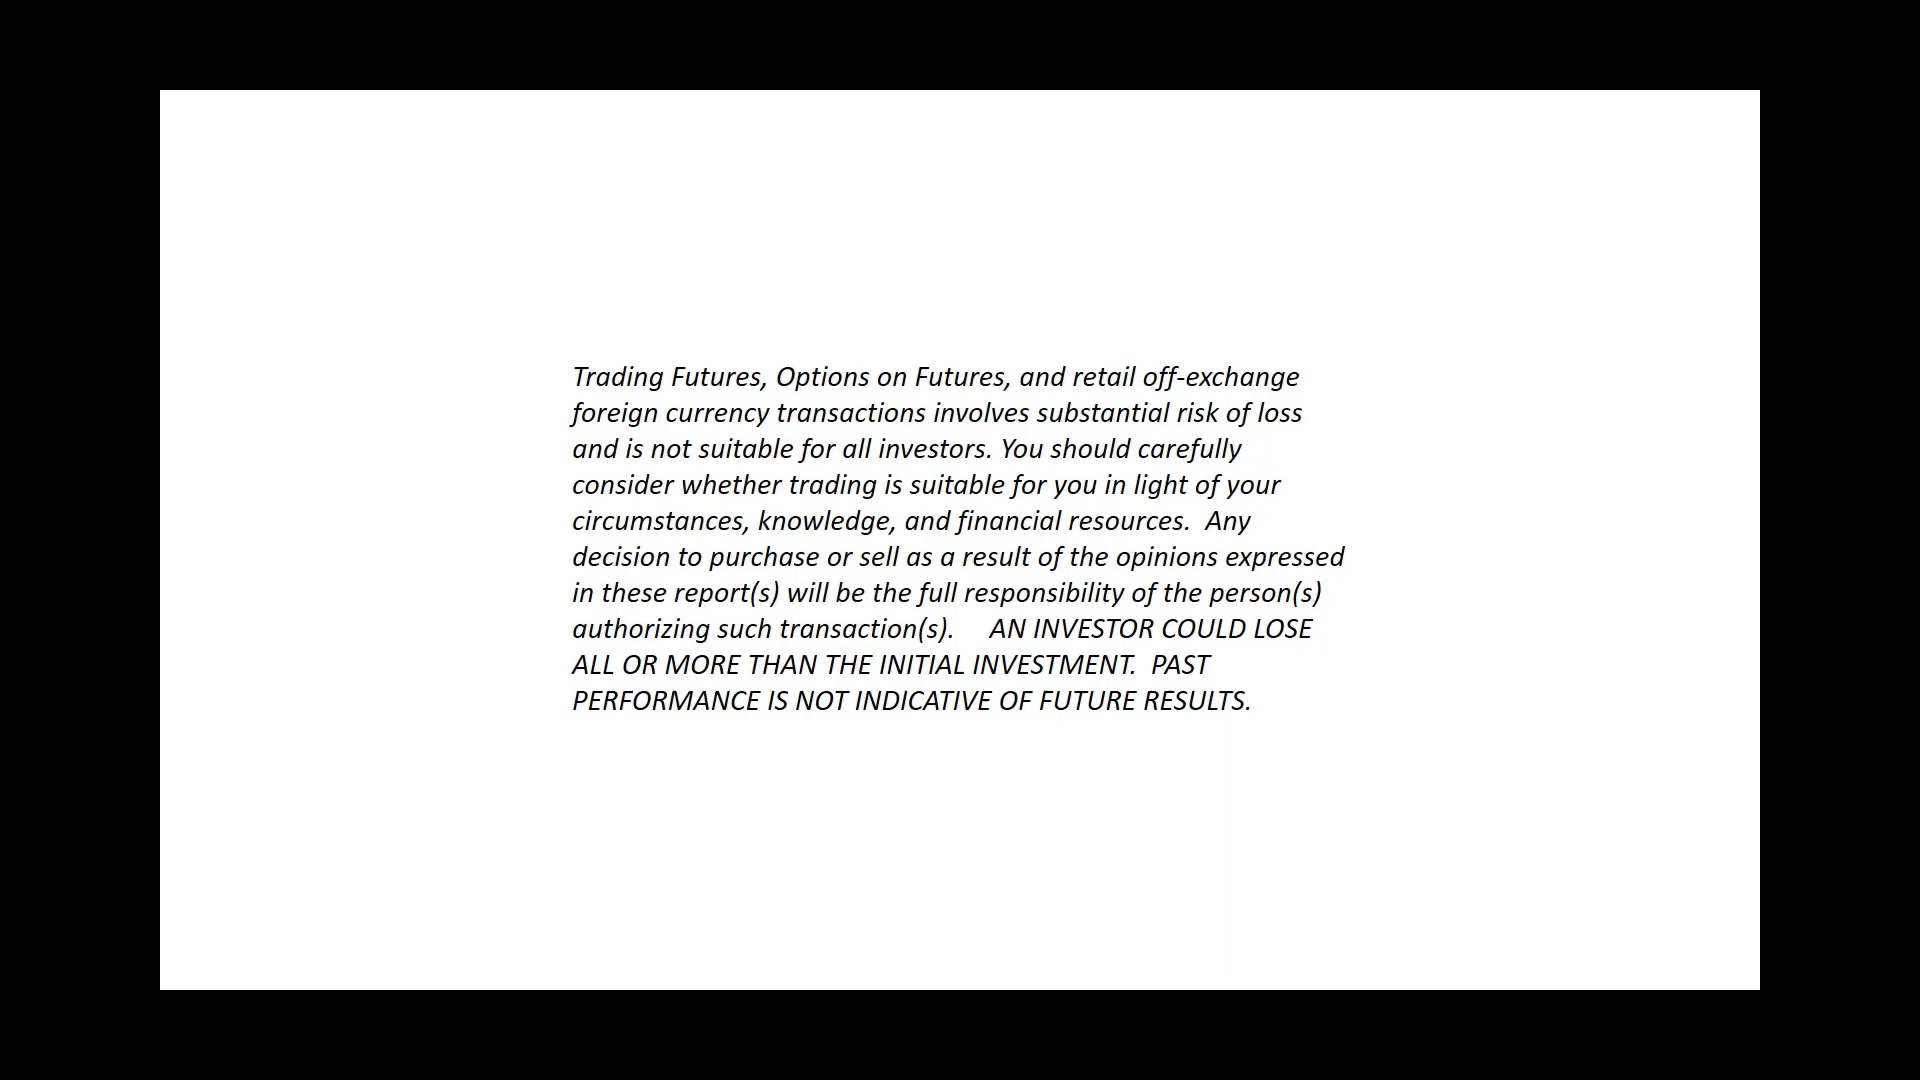 Trading Futures, Options on Futures, and retail off-exchange
foreign currency transactions involves substantial risk of loss
and is not suitable for all investors. You should carefully
consider whether trading is suitable for you in light of your
circumstances, knowledge, and financial resources.  Any
decision to purchase or sell as a result of the opinions expressed
in these report(s) will be the full responsibility of the person(s)
authorizing such transaction(s).     AN INVESTOR COULD LOSE
ALL OR MORE THAN THE INITIAL INVESTMENT.  PAST
PERFORMANCE IS NOT INDICATIVE OF FUTURE RESULTS.